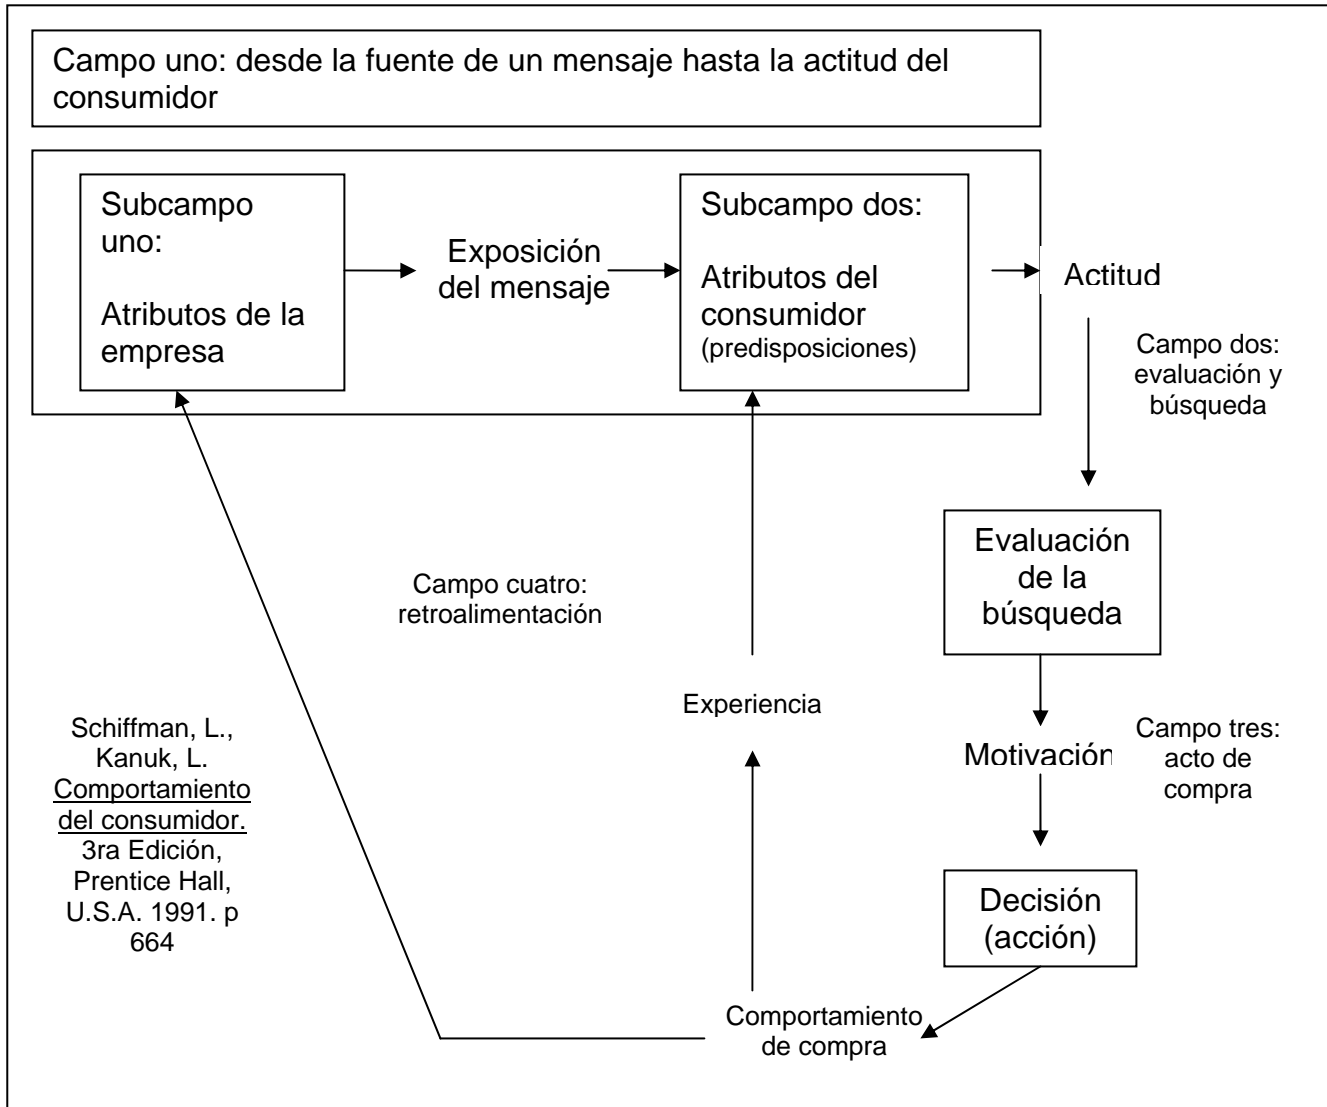 Campo uno: desde la fuente de un mensaje hasta la actitud del
consumidor
Subcampo
uno:
Atributos de la
empresa
Exposición
del mensaje
Subcampo dos:
Atributos del
consumidor
(predisposiciones)
Actitud
Campo dos:
evaluación y
búsqueda
Evaluación
de la
búsqueda
Campo cuatro:
retroalimentación
Experiencia
Motivación
Campo tres:
acto de
compra
Schiffman, L.,
Kanuk, L.
Comportamiento
del consumidor.
3ra Edición,
Prentice Hall,
U.S.A. 1991. p
664
Decisión
(acción)
Comportamiento
de compra